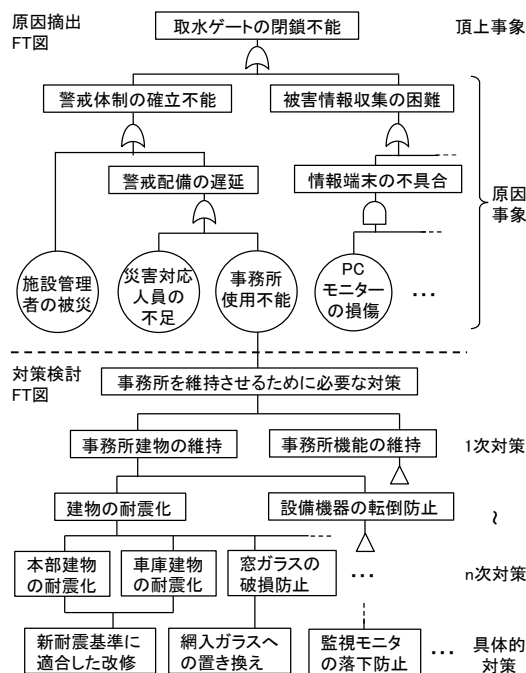 原因摘出
FT図
取水ゲートの閉鎖不能
頂上事象
警戒体制の確立不能
被害情報収集の困難
警戒配備の遅延
情報端末の不具合
原因
事象
施設管理
者の被災
災害対応
人員の
不足
事務所
使用不能
PC
モニター
の損傷
…
対策検討
FT図
事務所を維持させるために必要な対策
事務所建物の維持
事務所機能の維持
1次対策
建物の耐震化
設備機器の転倒防止
~
本部建物
の耐震化
車庫建物
の耐震化
窓ガラスの
破損防止
…
n次対策
新耐震基準に
適合した改修
網入ガラスへ
の置き換え
監視モニタ
の落下防止
…
具体的
対策